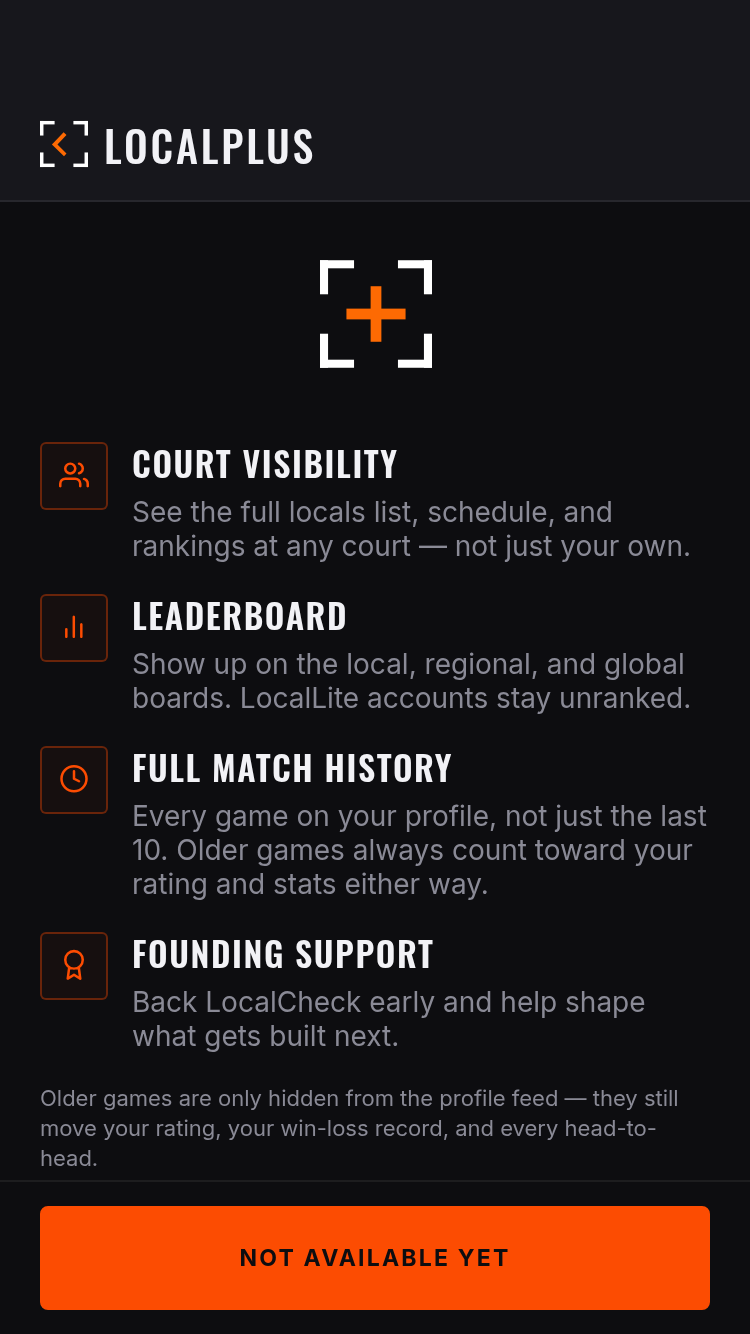 LOCALPLUS
COURT VISIBILITY
See the full locals list, schedule, and
rankings at any court — not just your own.
LEADERBOARD
Show up on the local, regional, and global
boards. LocalLite accounts stay unranked.
FULL MATCH HISTORY
Every game on your profile, not just the last
10. Older games always count toward your
rating and stats either way.
FOUNDING SUPPORT
Back LocalCheck early and help shape
what gets built next.
Older games are only hidden from the profile feed — they still
move your rating, your win-loss record, and every head-to-
head.
NOT AVAILABLE YET